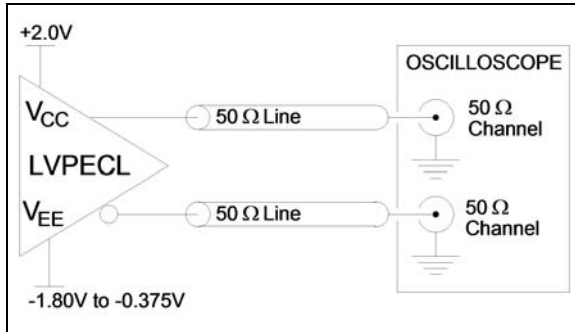 +2.0V
OSCILLOSCOPE
VCC
50 Ω Line
50 Ω
Channel
LVPECL
VEE
50 Ω Line
50 Ω
Channel
-1.80V to -0.375V